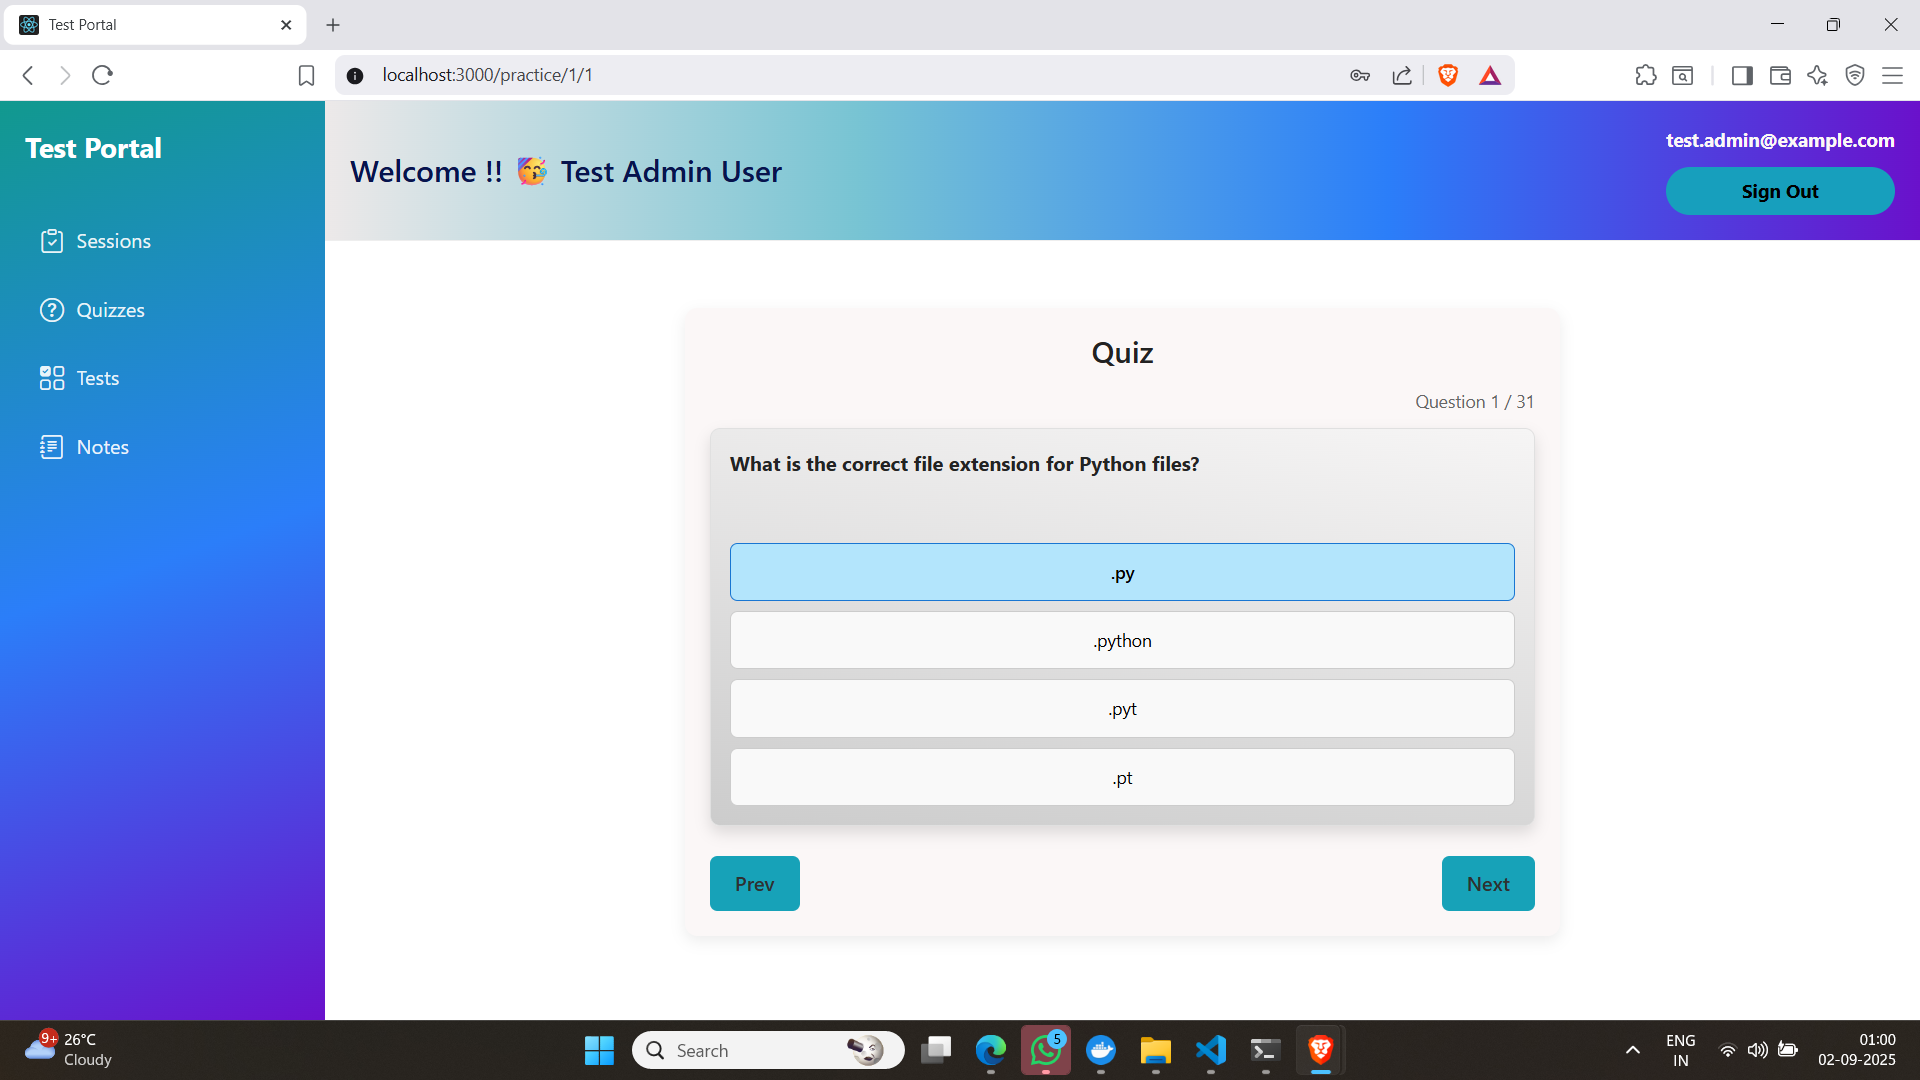 Test Portal
localhost:3000/practice/1/1
Test Portal
Sessions
Quizzes
Tests
Notes
Welcome !! 🥳 Test Admin User
test.admin@example.com
Sign Out
Quiz
Question 1 / 31
What is the correct file extension for Python files?
.py
.python
.pyt
.pt
Prev
Next
9+
26°C
Cloudy
Search
5
ENG
IN
01:00
02-09-2025